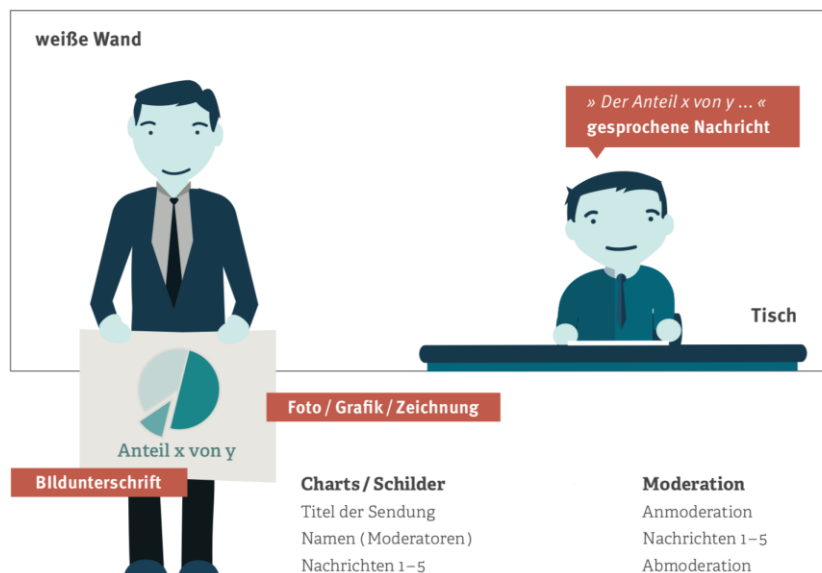 weiße Wand
» Der Anteil x von y ... «
gesprochene Nachricht
Tisch
Foto / Grafik / Zeichnung
Anteil x von y
BIldunterschrift
Charts / Schilder
Titel der Sendung
Namen ( Moderatoren )
Nachrichten 1–5
Moderation
Anmoderation
Nachrichten 1–5
Abmoderation